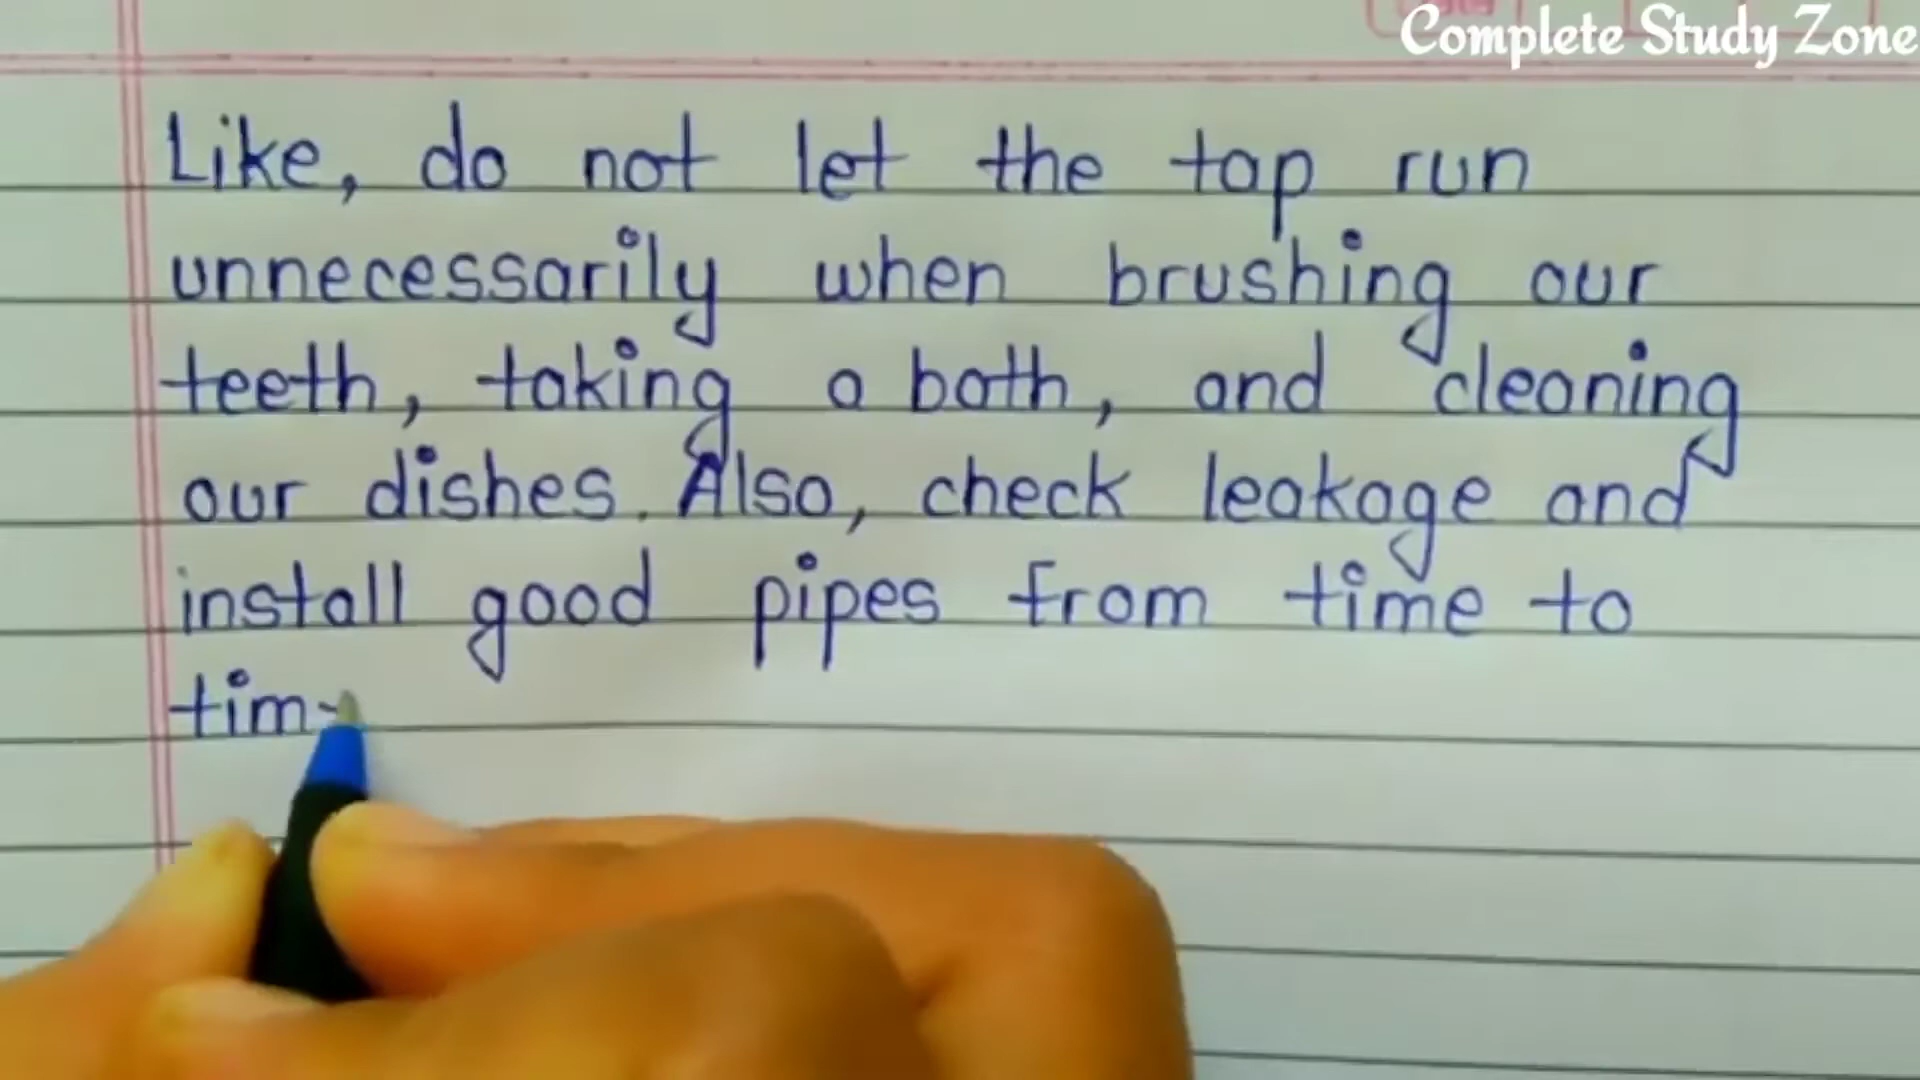 Complete Study Zone
Like, do not let the tap run
unnecessarily when brushing our
teeth, taking a bath, and cleaning
our dishes. Also, check leakage and
install good pipes from time to
tim